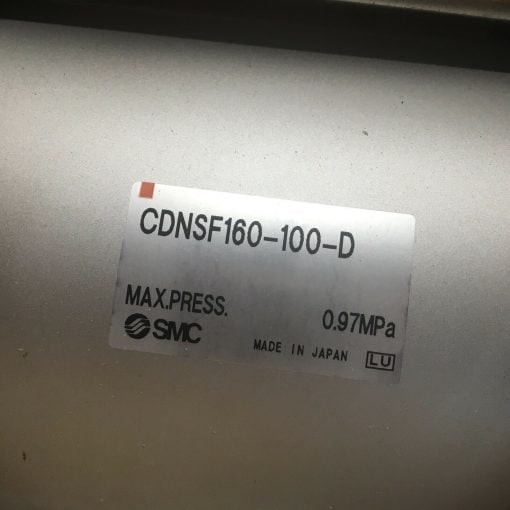 CDNSF160-100-D
MAX.PRESS. 0.97MPa
SMC MADE IN JAPAN LU